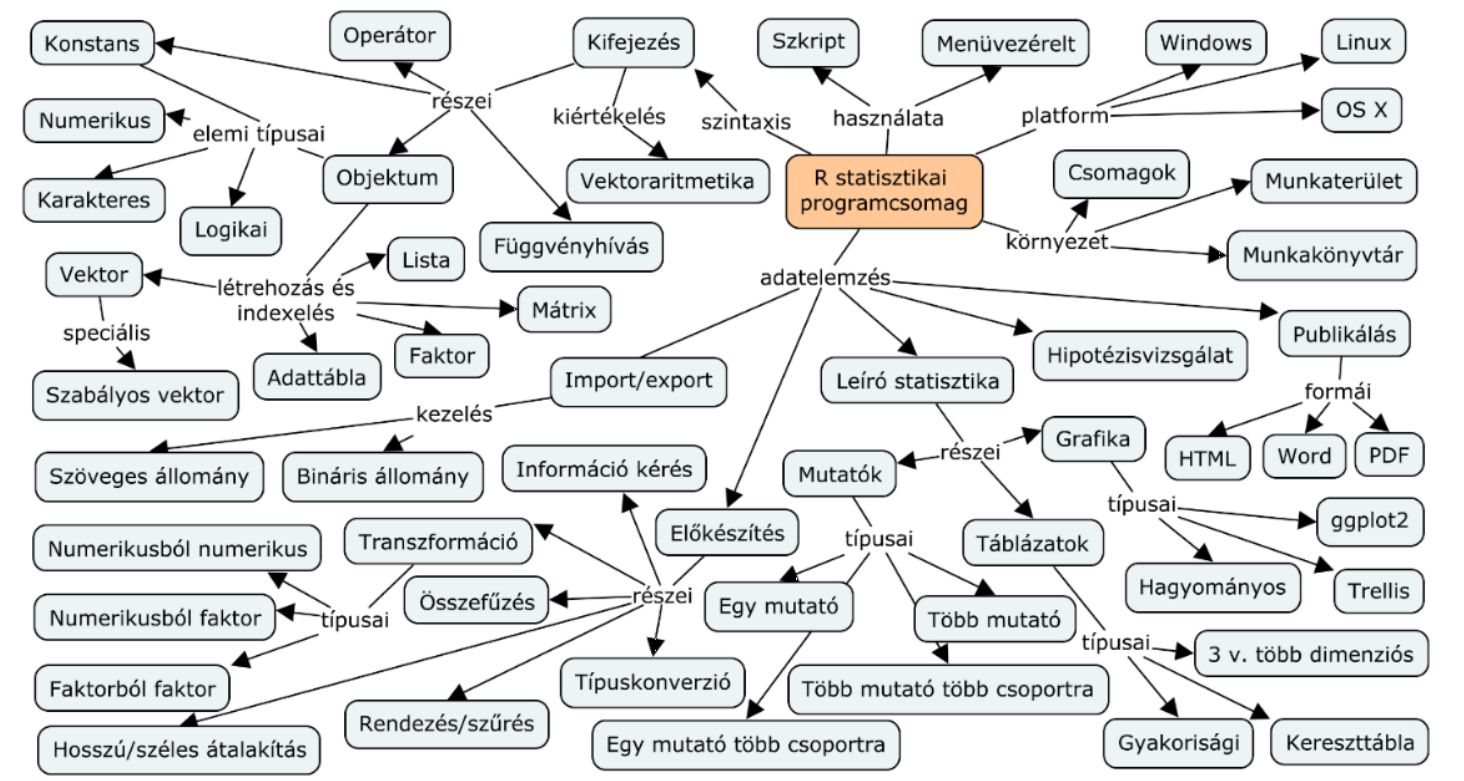 Konstans
Operátor
Kifejezés
Szkript
Menüvezérelt
Windows
Linux
részei
OS X
Numerikus
elemi típusai
kiértékelés
szintaxis
használata
platform
Karakteres
Objektum
Vektoraritmetika
R statisztikai
programcsomag
Csomagok
Munkaterület
Logikai
Függvényhívás
környezet
Munkakönyvtár
Vektor
Lista
létrehozás és
indexelés
adatelemzés
Mátrix
speciális
Faktor
Publikálás
Hipotézisvizsgálat
Szabályos vektor
Adattábla
Import/export
Leíró statisztika
formái
kezelés
részei
Grafika
HTML
Word
PDF
Szöveges állomány
Bináris állomány
Információ kérés
Mutatók
típusai
ggplot2
Numerikusból numerikus
Transzformáció
Előkészítés
típusai
Táblázatok
Hagyományos
Trellis
Numerikusból faktor
típusai
Összefűzés
részei
Egy mutató
Több mutató
típusai
3 v. több dimenziós
Faktorból faktor
Típuskonverzió
Több mutató több csoportra
Rendezés/szűrés
Hosszú/széles átalakítás
Egy mutató több csoportra
Gyakorisági
Kereszttábla